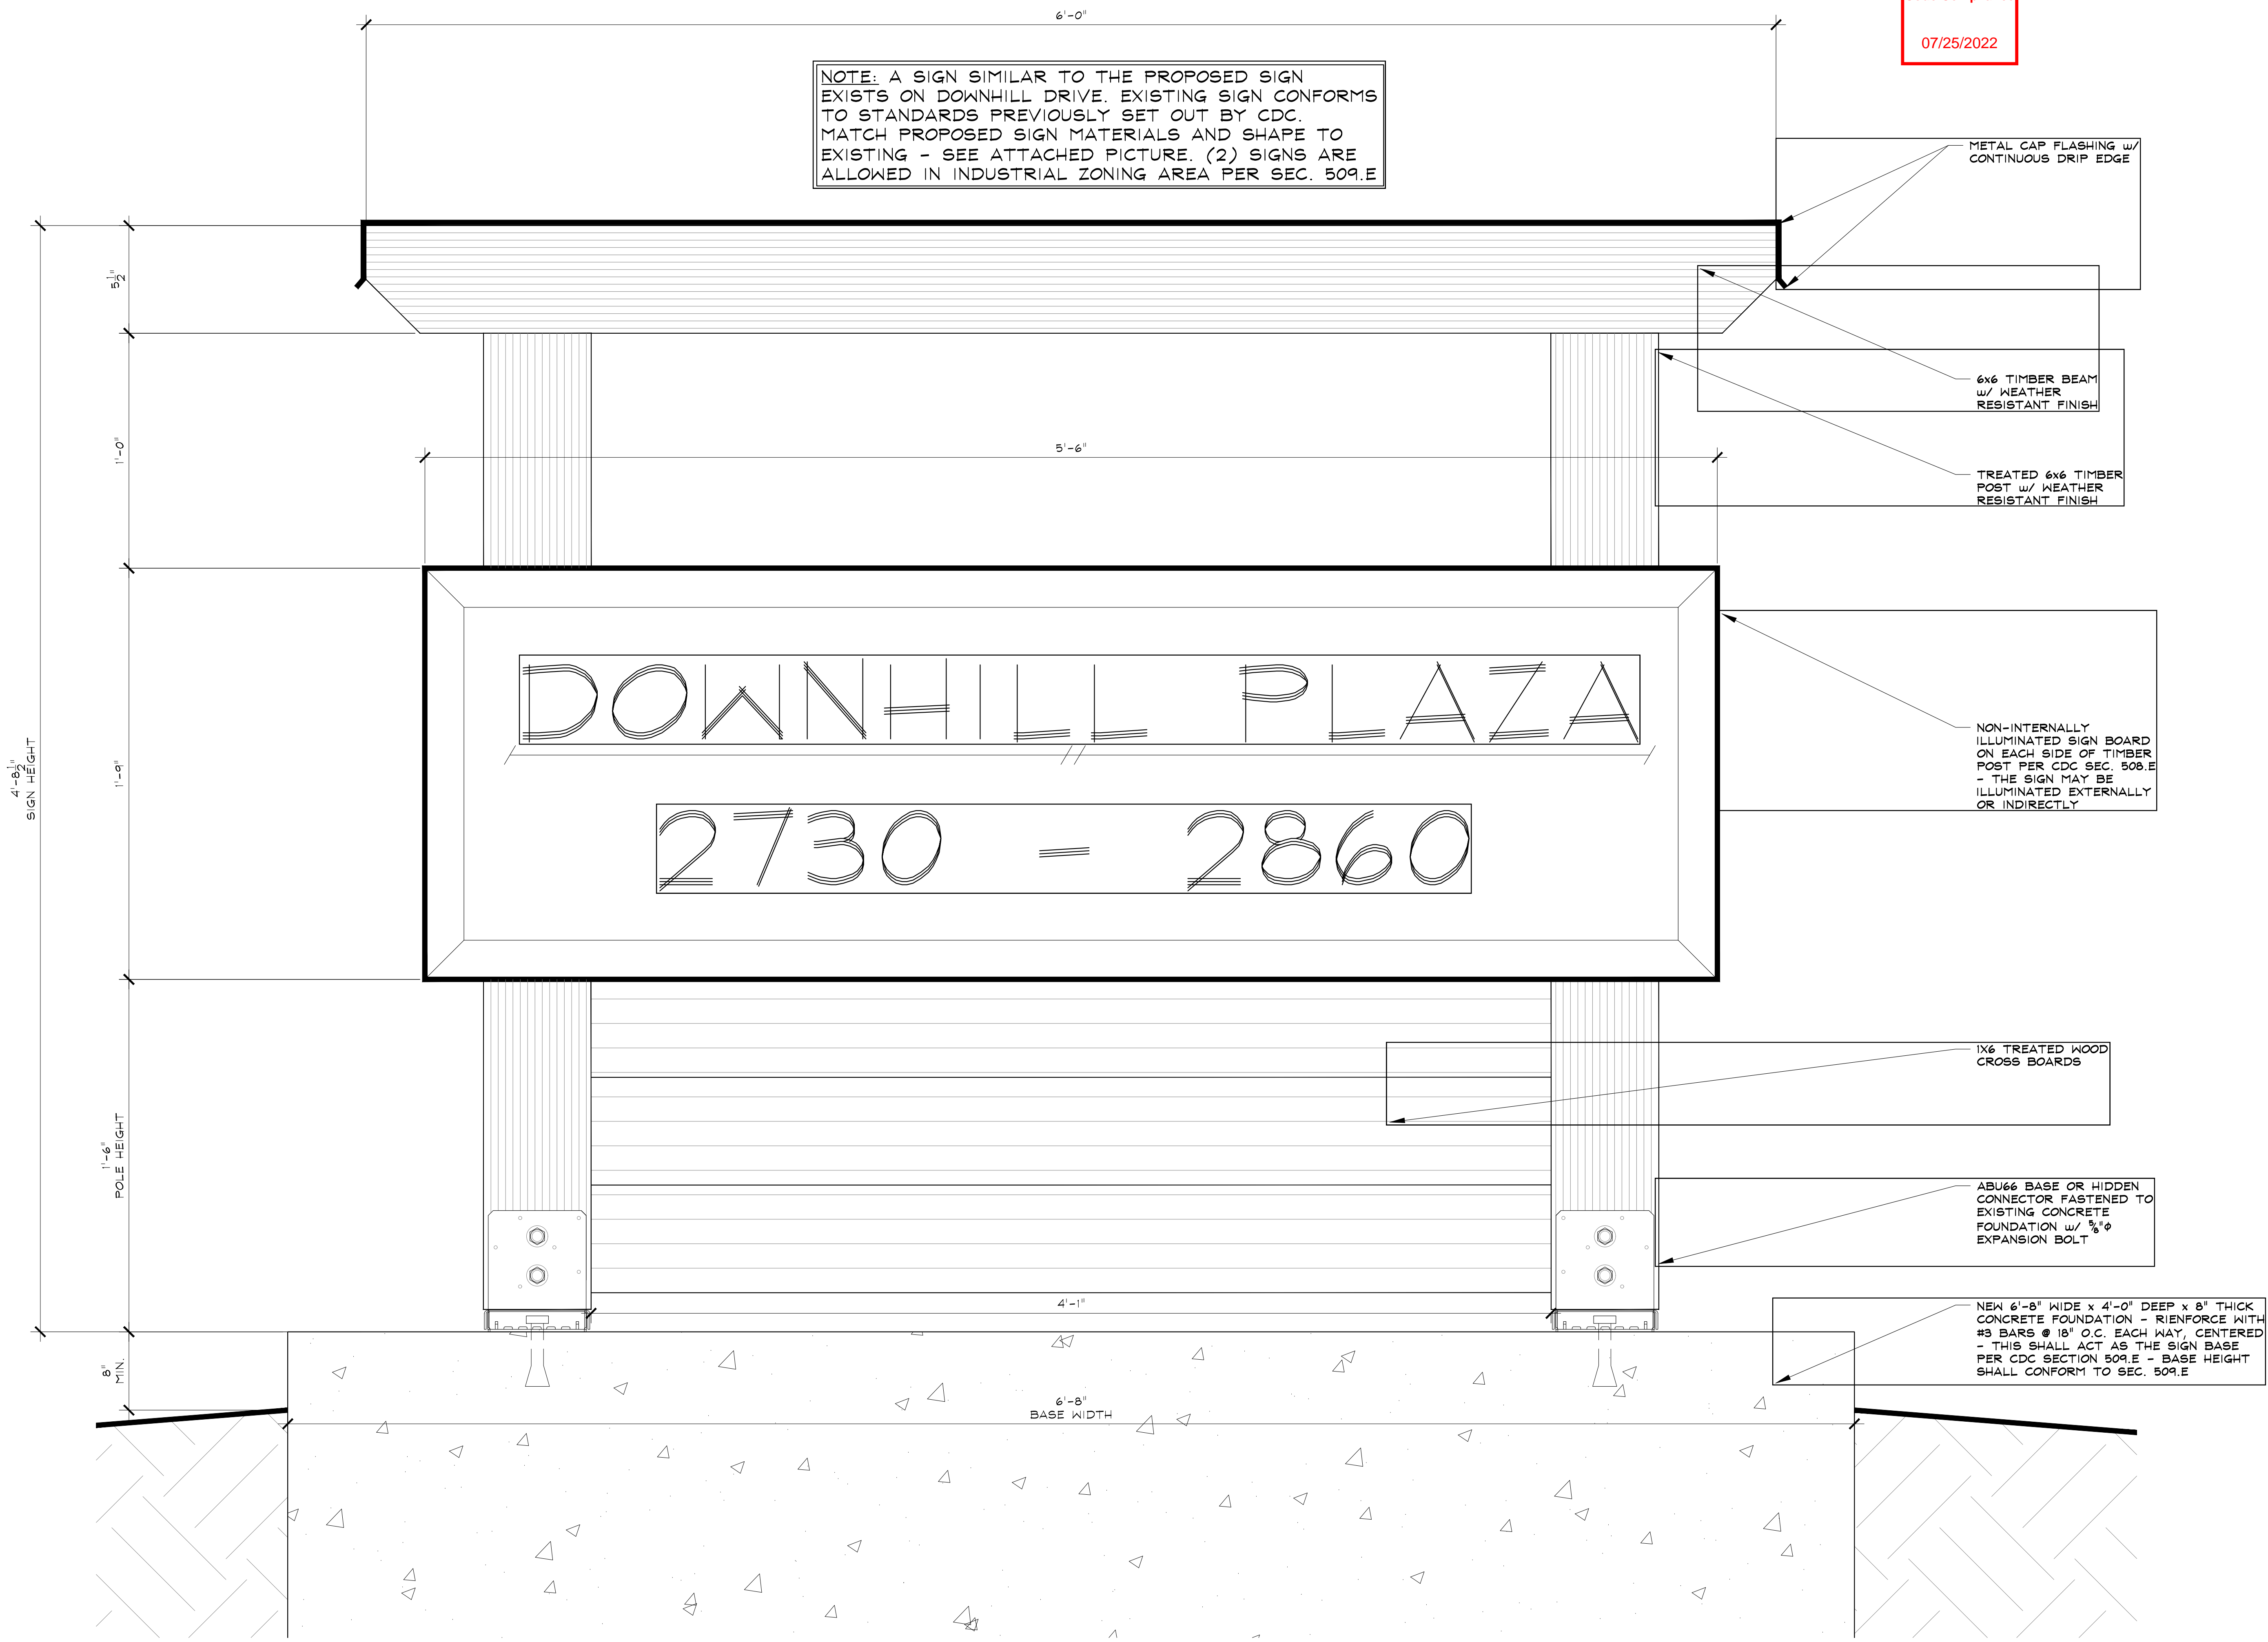 6'-0"
07/25/2022
NOTE: A SIGN SIMILAR TO THE PROPOSED SIGN
EXISTS ON DOWNHILL DRIVE. EXISTING SIGN CONFORMS
TO STANDARDS PREVIOUSLY SET OUT BY CDC.
MATCH PROPOSED SIGN MATERIALS AND SHAPE TO
EXISTING - SEE ATTACHED PICTURE. (2) SIGNS ARE
ALLOWED IN INDUSTRIAL ZONING AREA PER SEC. 509.E
METAL CAP FLASHING w/
CONTINUOUS DRIP EDGE
5 1/2"
6x6 TIMBER BEAM
w/ WEATHER
RESISTANT FINISH
1'-0"
5'-6"
TREATED 6x6 TIMBER
POST w/ WEATHER
RESISTANT FINISH
DOWNHILL PLAZA
2730 - 2860
4'-8 1/2"
SIGN HEIGHT
1'-9"
NON-INTERNALLY
ILLUMINATED SIGN BOARD
ON EACH SIDE OF TIMBER
POST PER CDC SEC. 508.E
- THE SIGN MAY BE
ILLUMINATED EXTERNALLY
OR INDIRECTLY
1X6 TREATED WOOD
CROSS BOARDS
1'-6"
POLE HEIGHT
ABU66 BASE OR HIDDEN
CONNECTOR FASTENED TO
EXISTING CONCRETE
FOUNDATION w/ 5/8"ϕ
EXPANSION BOLT
4'-1"
NEW 6'-8" WIDE x 4'-0" DEEP x 8" THICK
CONCRETE FOUNDATION - RIENFORCE WITH
#3 BARS @ 18" O.C. EACH WAY, CENTERED
- THIS SHALL ACT AS THE SIGN BASE
PER CDC SECTION 509.E - BASE HEIGHT
SHALL CONFORM TO SEC. 509.E
8"
MIN.
6'-8"
BASE WIDTH